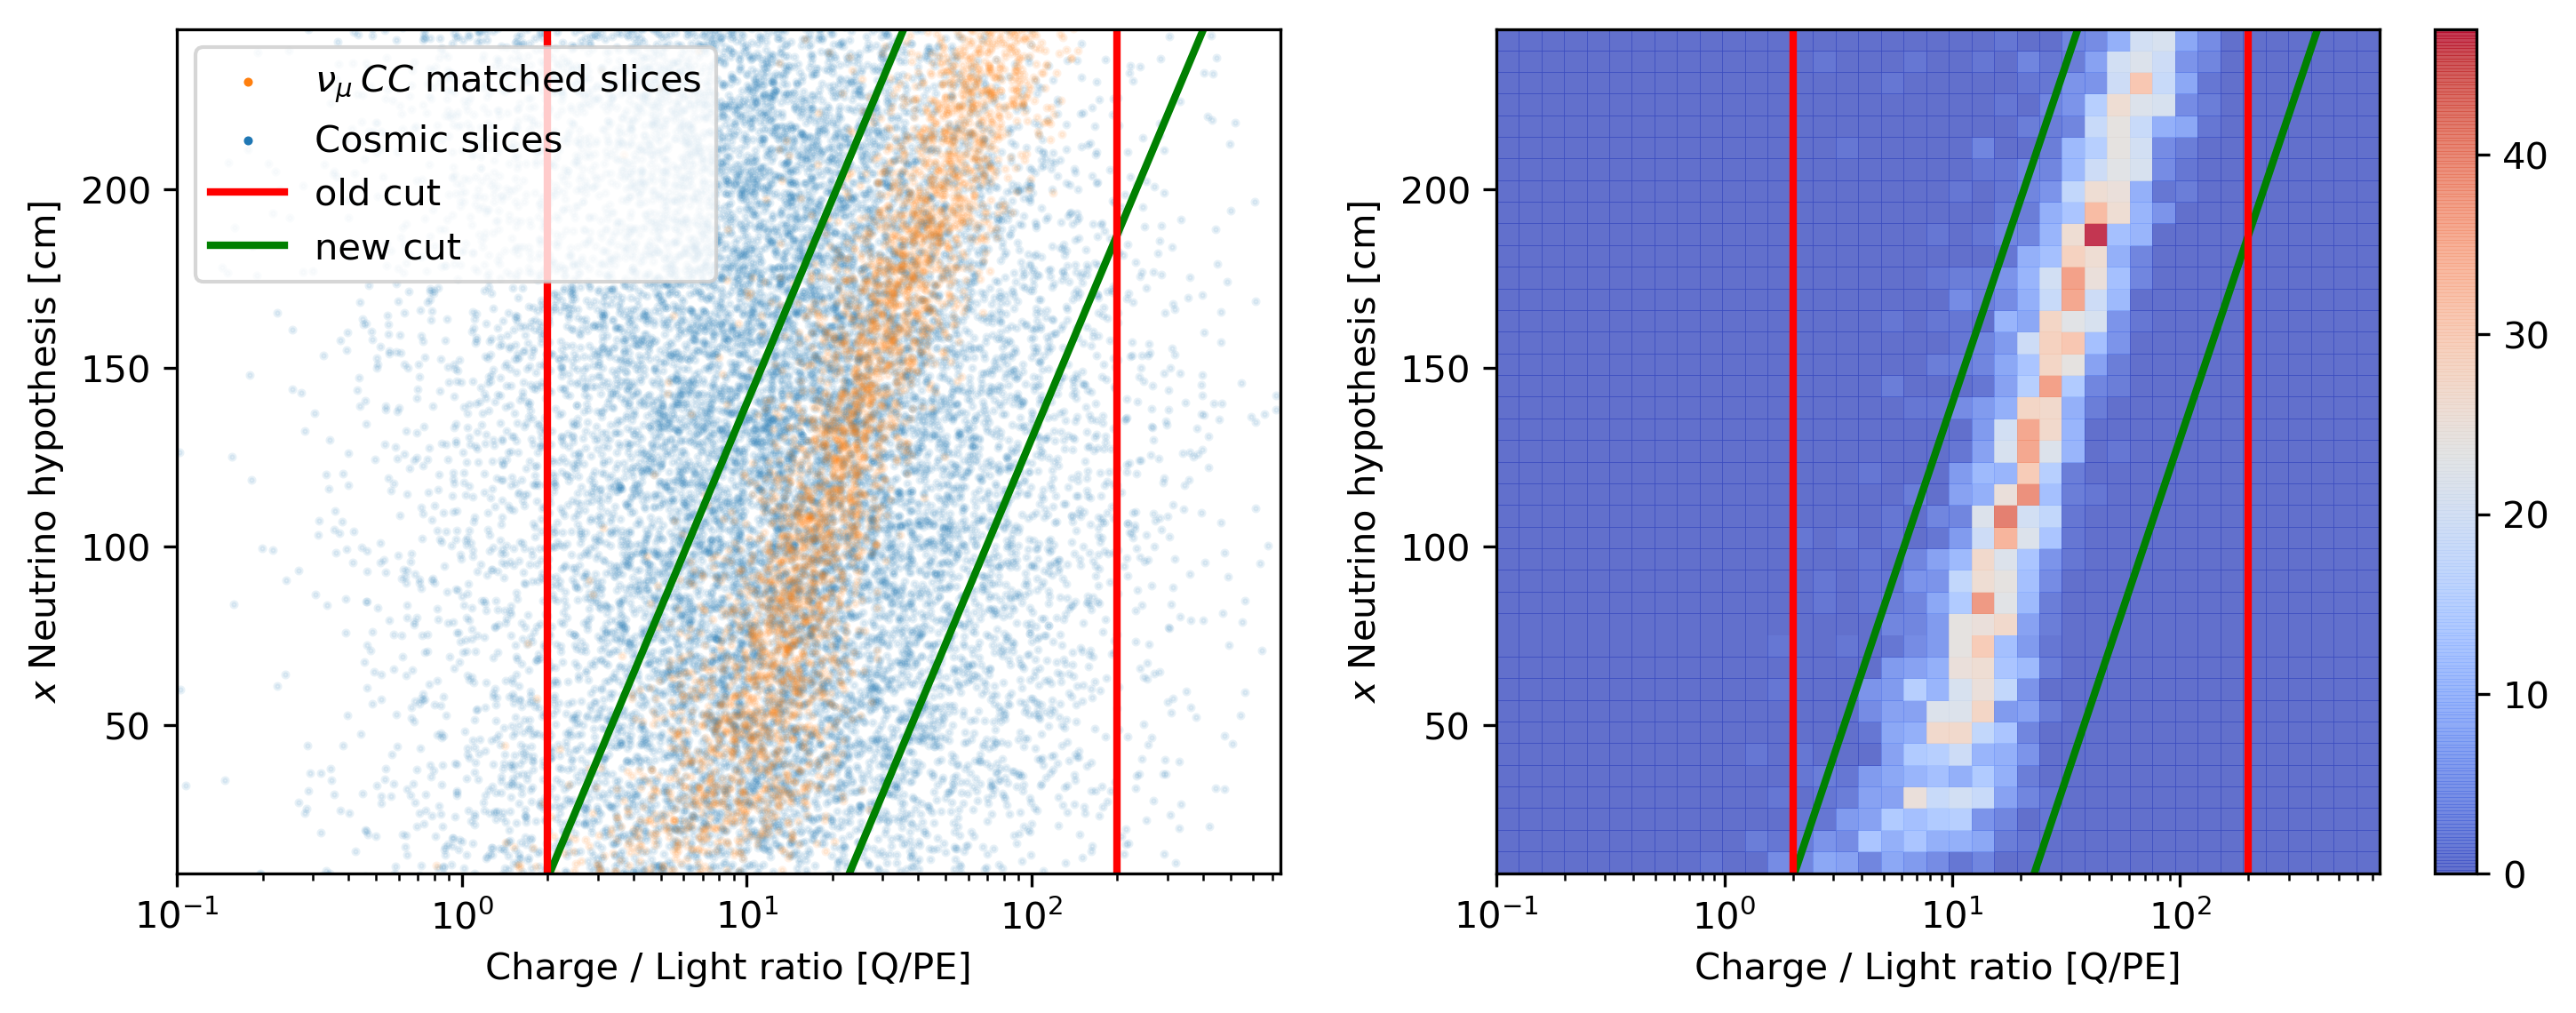 ν_μ CC matched slices
Cosmic slices
old cut
new cut
x Neutrino hypothesis [cm]
200
150
100
50
10⁻¹ 10⁰ 10¹ 10²
Charge / Light ratio [Q/PE]
x Neutrino hypothesis [cm]
200
150
100
50
10⁻¹ 10⁰ 10¹ 10²
Charge / Light ratio [Q/PE]
40
30
20
10
0